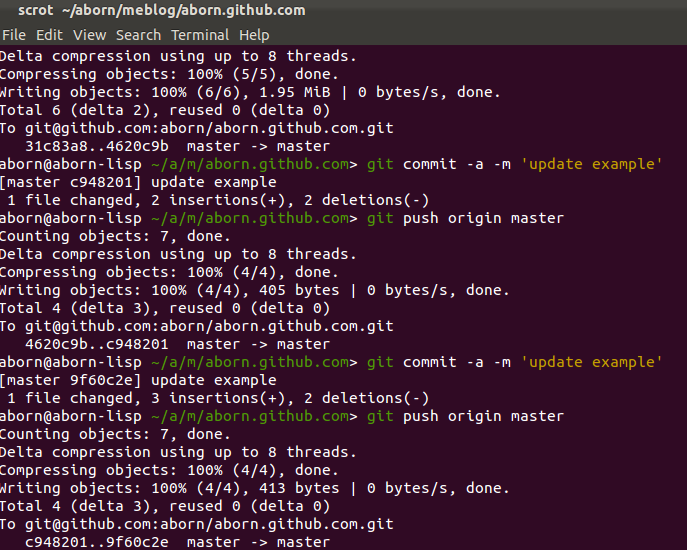 scrot ~/aborn/meblog/aborn.github.com
File Edit View Search Terminal Help
Delta compression using up to 8 threads.
Compressing objects: 100% (5/5), done.
Writing objects: 100% (6/6), 1.95 MiB | 0 bytes/s, done.
Total 6 (delta 2), reused 0 (delta 0)
To git@github.com:aborn/aborn.github.com.git
   31c83a8..4620c9b  master -> master
aborn@aborn-lisp ~/a/m/aborn.github.com> git commit -a -m 'update example'
[master c948201] update example
 1 file changed, 2 insertions(+), 2 deletions(-)
aborn@aborn-lisp ~/a/m/aborn.github.com> git push origin master
Counting objects: 7, done.
Delta compression using up to 8 threads.
Compressing objects: 100% (4/4), done.
Writing objects: 100% (4/4), 405 bytes | 0 bytes/s, done.
Total 4 (delta 3), reused 0 (delta 0)
To git@github.com:aborn/aborn.github.com.git
   4620c9b..c948201  master -> master
aborn@aborn-lisp ~/a/m/aborn.github.com> git commit -a -m 'update example'
[master 9f60c2e] update example
 1 file changed, 3 insertions(+), 2 deletions(-)
aborn@aborn-lisp ~/a/m/aborn.github.com> git push origin master
Counting objects: 7, done.
Delta compression using up to 8 threads.
Compressing objects: 100% (4/4), done.
Writing objects: 100% (4/4), 413 bytes | 0 bytes/s, done.
Total 4 (delta 3), reused 0 (delta 0)
To git@github.com:aborn/aborn.github.com.git
   c948201..9f60c2e  master -> master